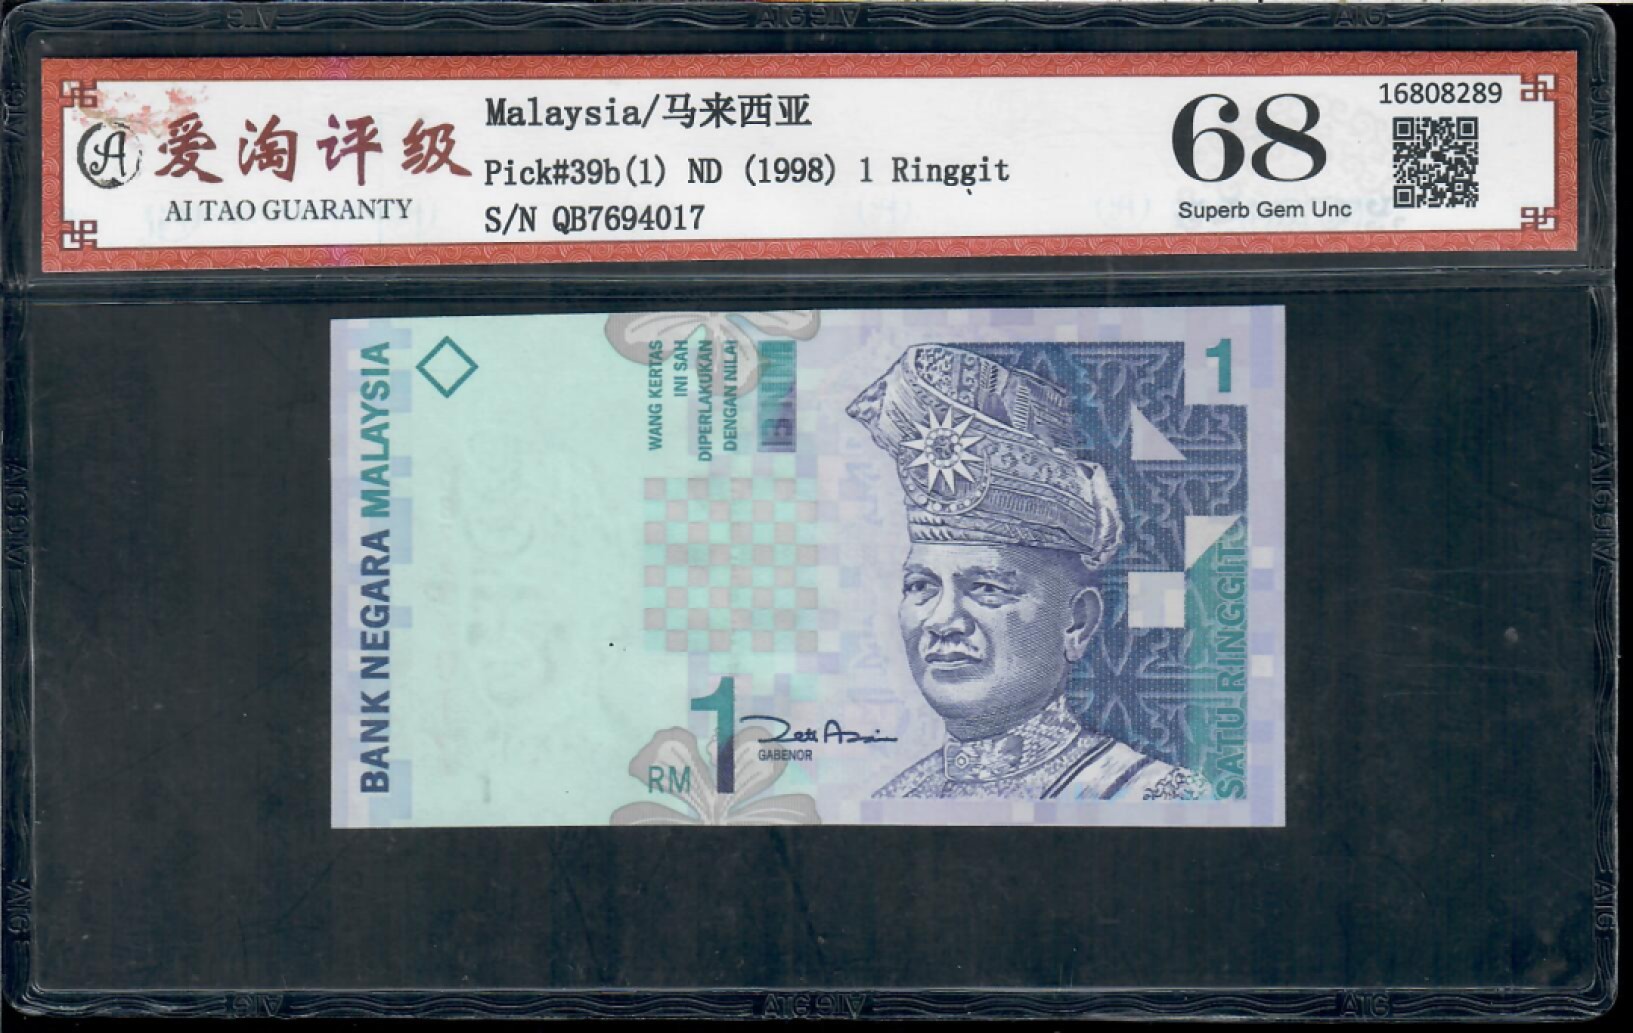 Malaysia/马来西亚
16808289
爱淘评级
AI TAO GUARANTY
Pick#39b(1) ND (1998) 1 Ringgit
S/N QB7694017
68
Superb Gem Unc
BANK NEGARA MALAYSIA
WANG KERTAS
INI SAH
DIPERLAKUKAN
DENGAN NILAI
1
SATU RINGGIT
RM
1
GABENOR